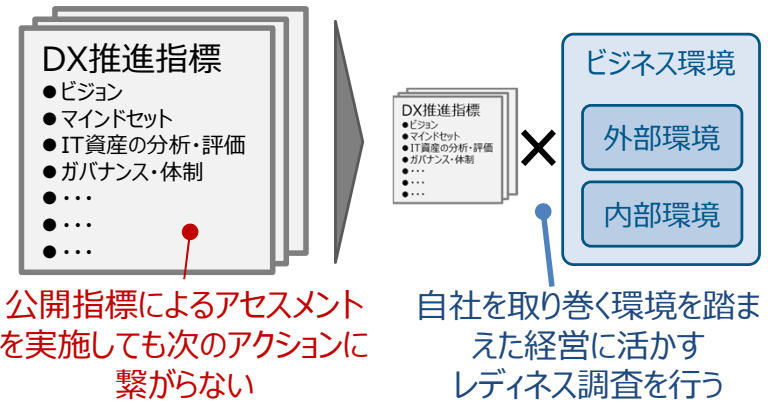 DX推進指標
●ビジョン
●マインドセット
●IT資産の分析・評価
●ガバナンス・体制
●・・・
●・・・
●・・・
公開指標によるアセスメント
を実施しても次のアクションに
繋がらない
DX推進指標
●ビジョン
●マインドセット
●IT資産の分析・評価
●ガバナンス・体制
●・・・
●・・・
●・・・
×
ビジネス環境
外部環境
内部環境
自社を取り巻く環境を踏ま
えた経営に活かす
レディネス調査を行う